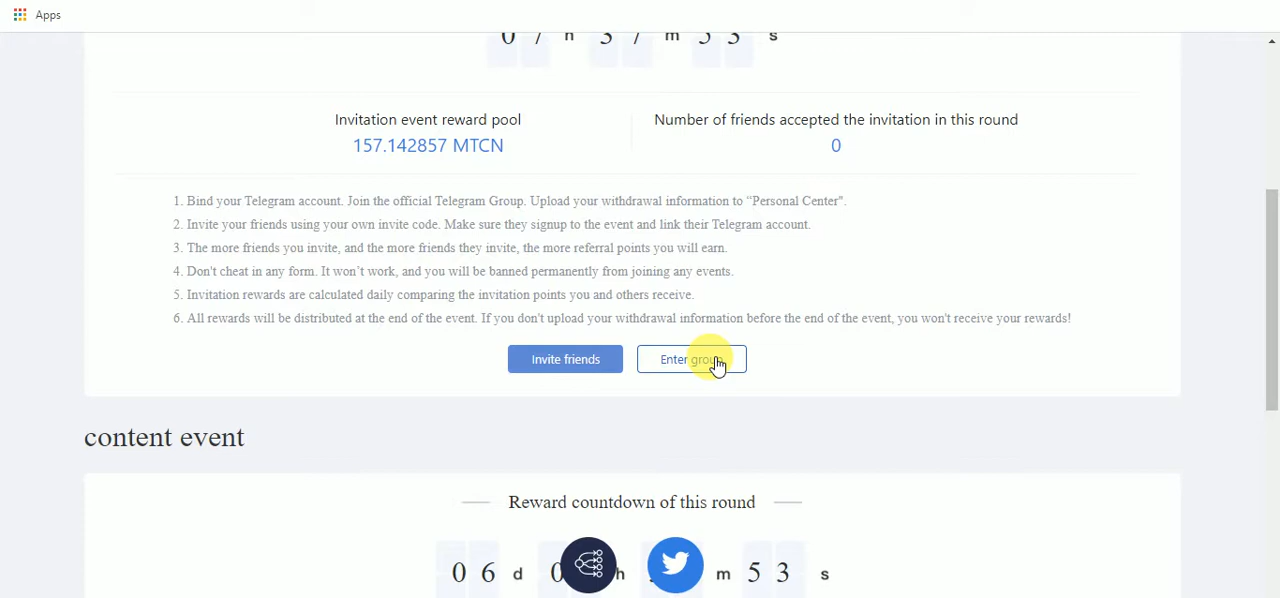 Apps
0 7 h 3 7 m 5 3 s
Invitation event reward pool
157.142857 MTCN
Number of friends accepted the invitation in this round
0
1. Bind your Telegram account. Join the official Telegram Group. Upload your withdrawal information to “Personal Center".
2. Invite your friends using your own invite code. Make sure they signup to the event and link their Telegram account.
3. The more friends you invite, and the more friends they invite, the more referral points you will earn.
4. Don't cheat in any form. It won’t work, and you will be banned permanently from joining any events.
5. Invitation rewards are calculated daily comparing the invitation points you and others receive.
6. All rewards will be distributed at the end of the event. If you don't upload your withdrawal information before the end of the event, you won't receive your rewards!
Invite friends
Enter group
content event
Reward countdown of this round
0 6 d 0 h m 5 3 s